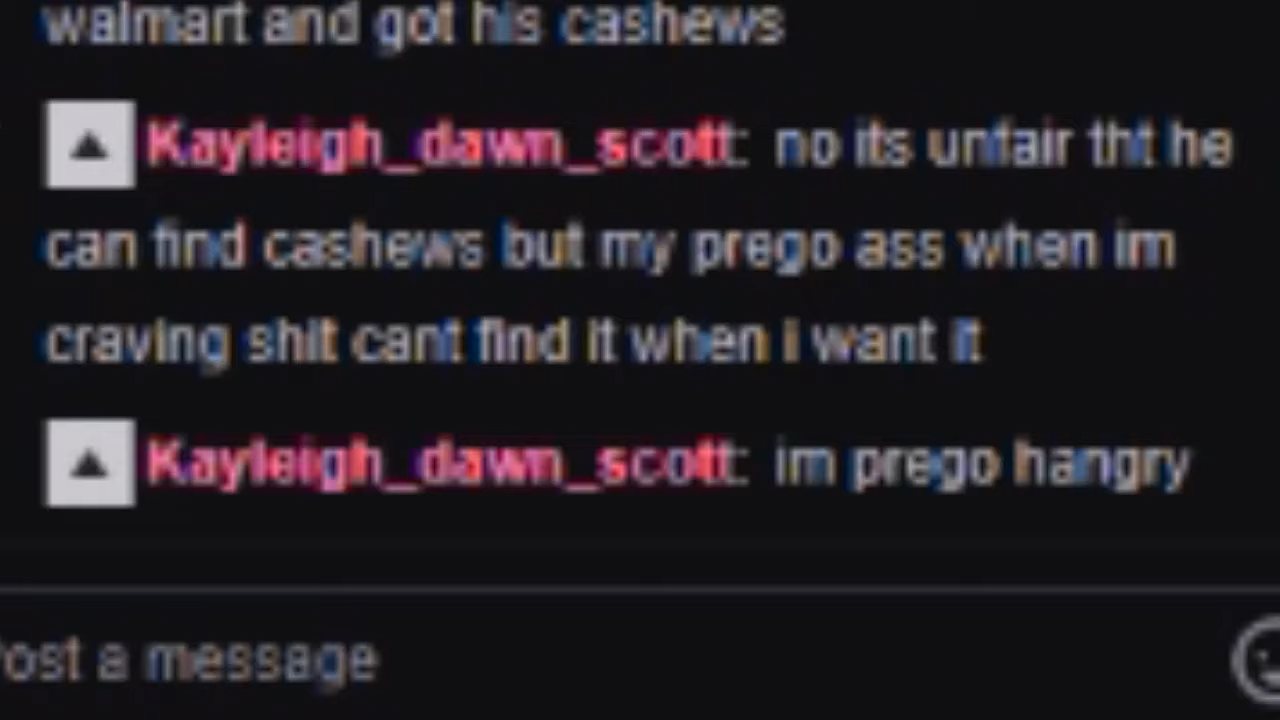 walmart and got his cashews
Kayleigh_dawn_scott: no its unfair tht he
can find cashews but my prego ass when im
craving shit cant find it when i want it
Kayleigh_dawn_scott: im prego hangry
Post a message